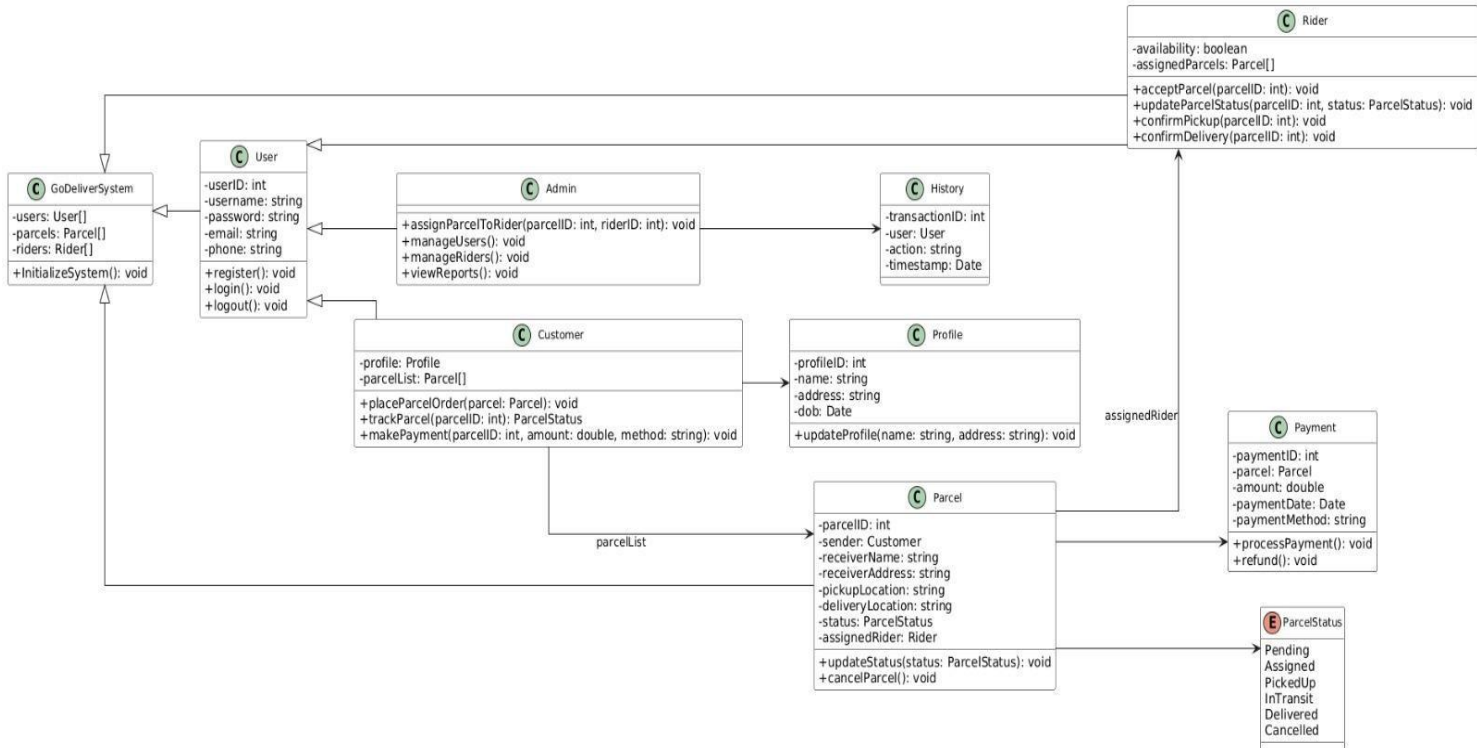 C Rider
-availability: boolean
-assignedParcels: Parcel[]
+acceptParcel(parcelID: int): void
+updateParcelStatus(parcelID: int, status: ParcelStatus): void
+confirmPickup(parcelID: int): void
+confirmDelivery(parcelID: int): void
C GoDeliverSystem
-users: User[]
-parcels: Parcel[]
-riders: Rider[]
+InitializeSystem(): void
C User
-userID: int
-username: string
-password: string
-email: string
-phone: string
+register(): void
+login(): void
+logout(): void
C Admin
+assignParcelToRider(parcelID: int, riderID: int): void
+manageUsers(): void
+manageRiders(): void
+viewReports(): void
C History
-transactionID: int
-user: User
-action: string
-timestamp: Date
C Customer
-profile: Profile
-parcelList: Parcel[]
+placeParcelOrder(parcel: Parcel): void
+trackParcel(parcelID: int): ParcelStatus
+makePayment(parcelID: int, amount: double, method: string): void
C Profile
-profileID: int
-name: string
-address: string
-dob: Date
+updateProfile(name: string, address: string): void
assignedRider
C Payment
-paymentID: int
-parcel: Parcel
-amount: double
-paymentDate: Date
-paymentMethod: string
+processPayment(): void
+refund(): void
parcelList
C Parcel
-parcelID: int
-sender: Customer
-receiverName: string
-receiverAddress: string
-pickupLocation: string
-deliveryLocation: string
-status: ParcelStatus
-assignedRider: Rider
+updateStatus(status: ParcelStatus): void
+cancelParcel(): void
E ParcelStatus
Pending
Assigned
PickedUp
InTransit
Delivered
Cancelled